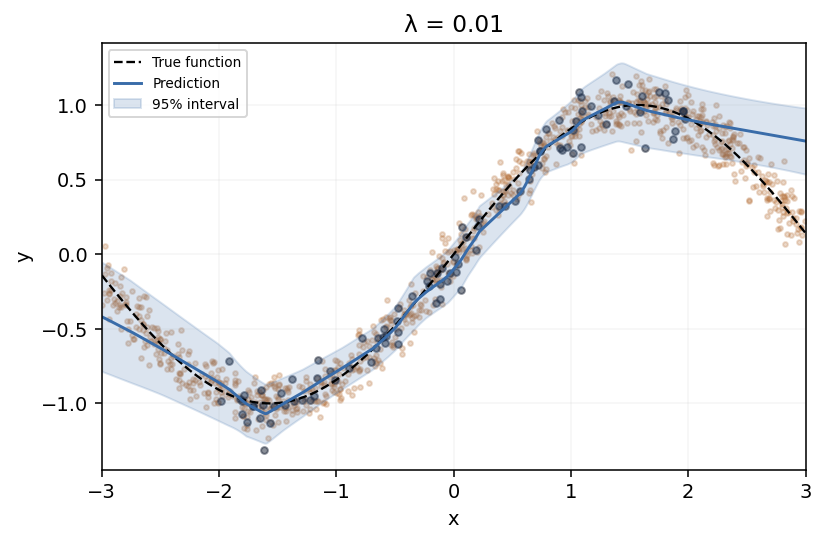 λ = 0.01
True function
Prediction
95% interval
y
1.0
0.5
0.0
−0.5
−1.0
−3 −2 −1 0 1 2 3
x